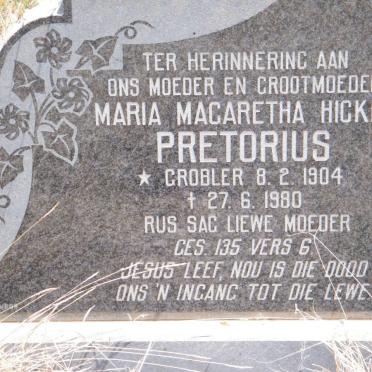 TER HERINNERING AAN
ONS MOEDER EN GROOTMOEDE
MARIA MAGARETHA HICK
PRETORIUS
★ GROBLER 8. 2. 1904
† 27. 6. 1980
RUS SAG LIEWE MOEDER
GES. 135 VERS 6
JESUS LEEF, NOU IS DIE DOOD
ONS 'N INGANG TOT DIE LEWE